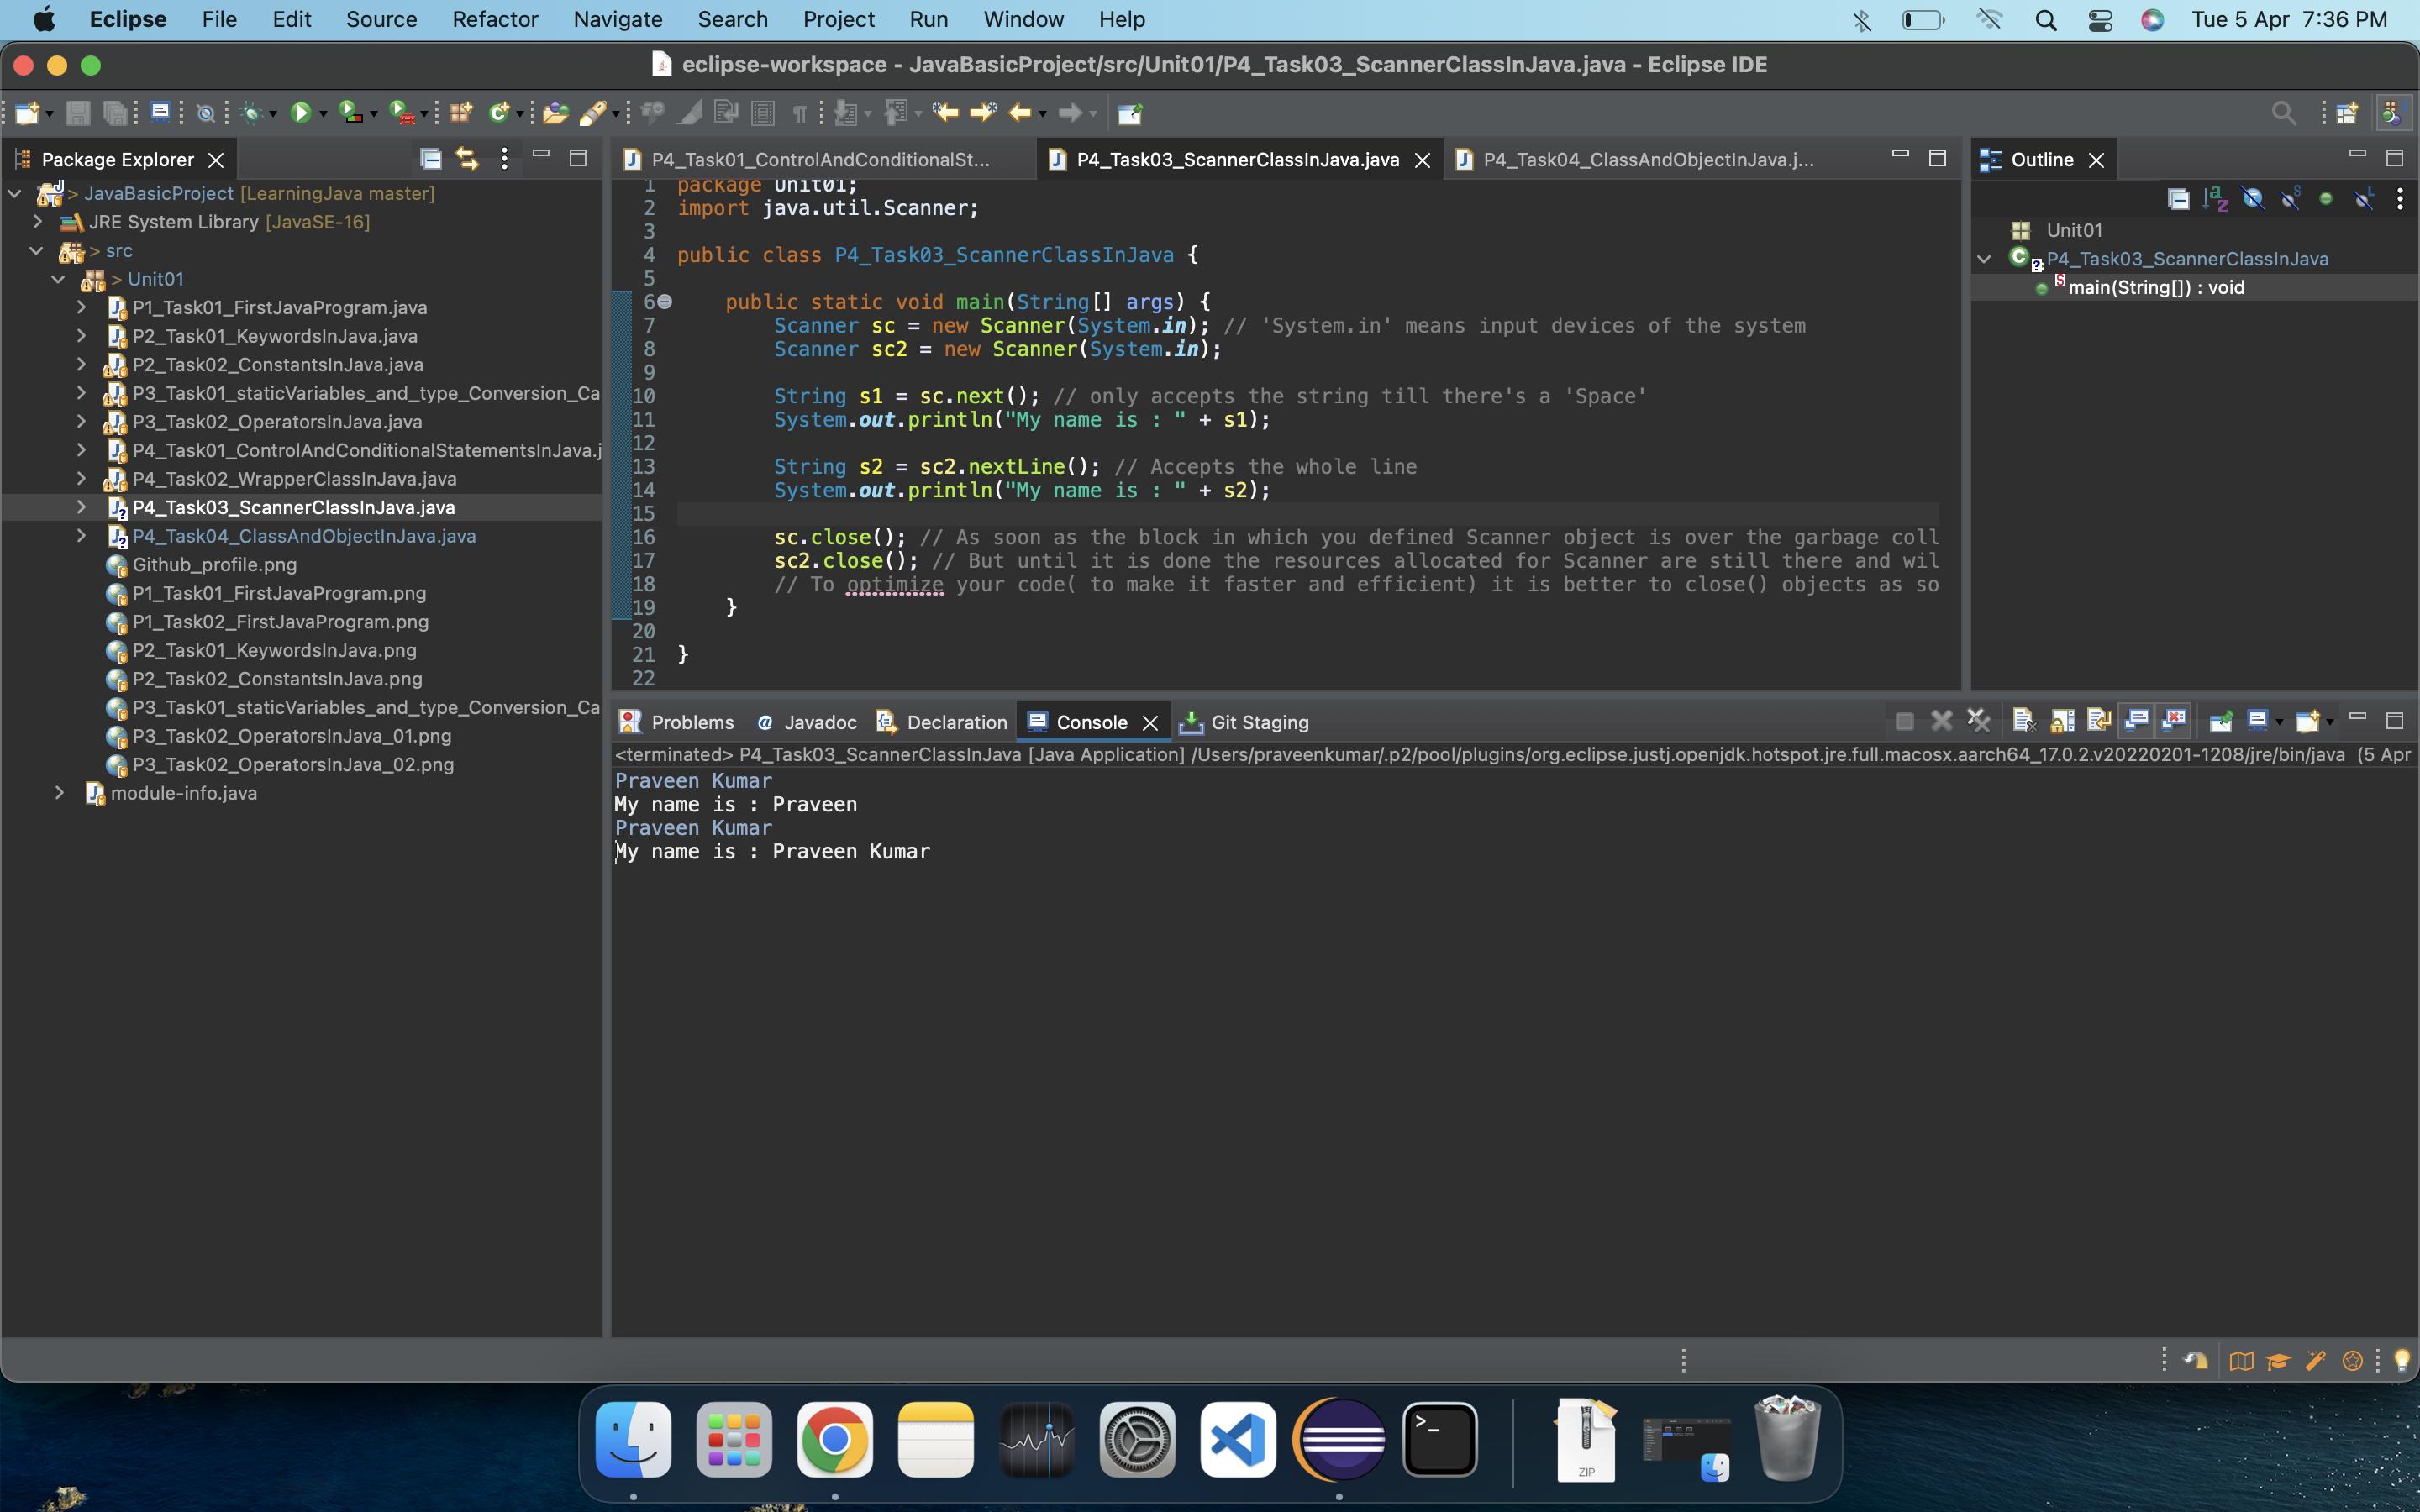 Eclipse File Edit Source Refactor Navigate Search Project Run Window Help Tue 5 Apr 7:36 PM
eclipse-workspace - JavaBasicProject/src/Unit01/P4_Task03_ScannerClassInJava.java - Eclipse IDE
Package Explorer
> JavaBasicProject [LearningJava master]
JRE System Library [JavaSE-16]
> src
> Unit01
P1_Task01_FirstJavaProgram.java
P2_Task01_KeywordsInJava.java
P2_Task02_ConstantsInJava.java
P3_Task01_staticVariables_and_type_Conversion_Ca
P3_Task02_OperatorsInJava.java
P4_Task01_ControlAndConditionalStatementsInJava.j
P4_Task02_WrapperClassInJava.java
P4_Task03_ScannerClassInJava.java
P4_Task04_ClassAndObjectInJava.java
Github_profile.png
P1_Task01_FirstJavaProgram.png
P1_Task02_FirstJavaProgram.png
P2_Task01_KeywordsInJava.png
P2_Task02_ConstantsInJava.png
P3_Task01_staticVariables_and_type_Conversion_Ca
P3_Task02_OperatorsInJava_01.png
P3_Task02_OperatorsInJava_02.png
module-info.java
P4_Task01_ControlAndConditionalSt... P4_Task03_ScannerClassInJava.java P4_Task04_ClassAndObjectInJava.j...
1 package Unit01;
2 import java.util.Scanner;
3
4 public class P4_Task03_ScannerClassInJava {
5
6 public static void main(String[] args) {
7 Scanner sc = new Scanner(System.in); // 'System.in' means input devices of the system
8 Scanner sc2 = new Scanner(System.in);
9
10 String s1 = sc.next(); // only accepts the string till there's a 'Space'
11 System.out.println("My name is : " + s1);
12
13 String s2 = sc2.nextLine(); // Accepts the whole line
14 System.out.println("My name is : " + s2);
15
16 sc.close(); // As soon as the block in which you defined Scanner object is over the garbage coll
17 sc2.close(); // But until it is done the resources allocated for Scanner are still there and wil
18 // To optimize your code( to make it faster and efficient) it is better to close() objects as so
19 }
20
21 }
22
Outline
Unit01
P4_Task03_ScannerClassInJava
main(String[]) : void
Problems Javadoc Declaration Console Git Staging
<terminated> P4_Task03_ScannerClassInJava [Java Application] /Users/praveenkumar/.p2/pool/plugins/org.eclipse.justj.openjdk.hotspot.jre.full.macosx.aarch64_17.0.2.v20220201-1208/jre/bin/java (5 Apr
Praveen Kumar
My name is : Praveen
Praveen Kumar
My name is : Praveen Kumar
ZIP